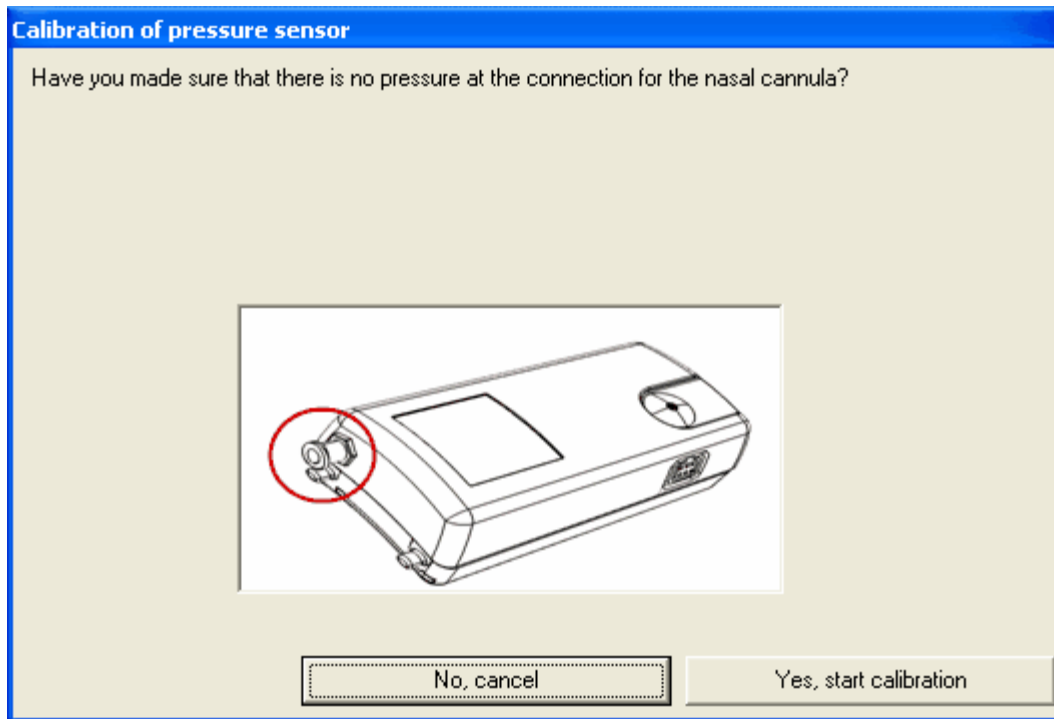 Calibration of pressure sensor
Have you made sure that there is no pressure at the connection for the nasal cannula?
No, cancel
Yes, start calibration